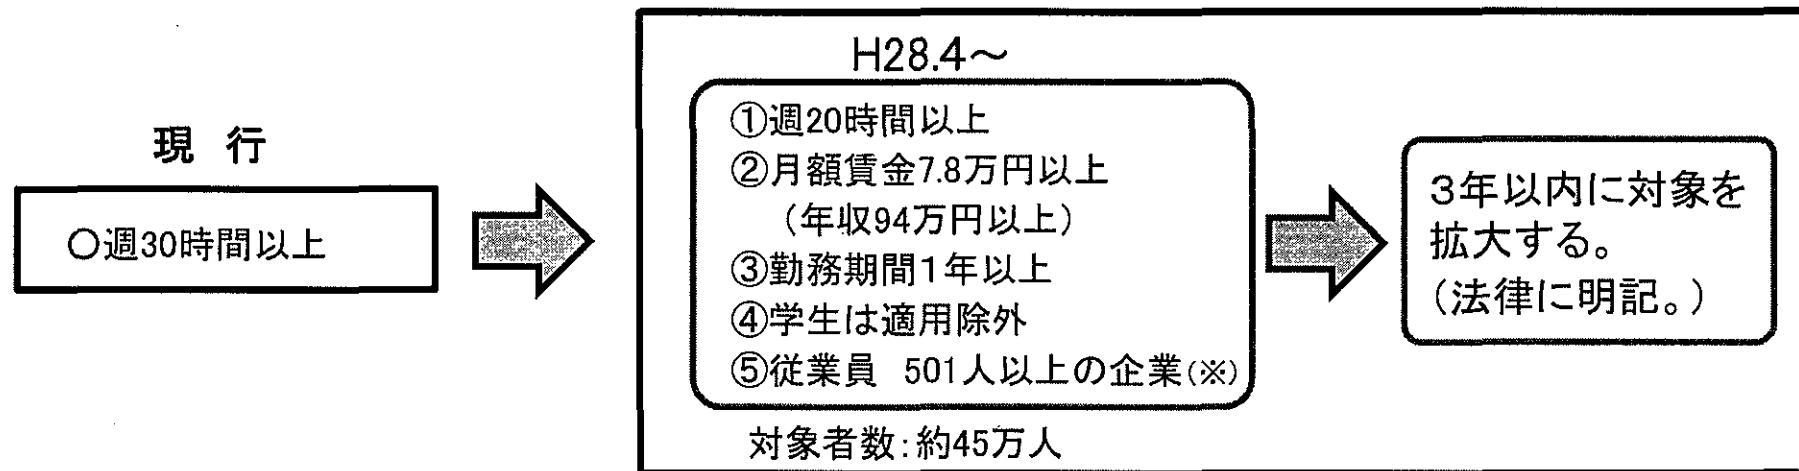 現 行
○週30時間以上
H28.4～
①週20時間以上
②月額賃金7.8万円以上
（年収94万円以上）
③勤務期間1年以上
④学生は適用除外
⑤従業員 501人以上の企業(※)
対象者数:約45万人
3年以内に対象を
拡大する。
(法律に明記。)